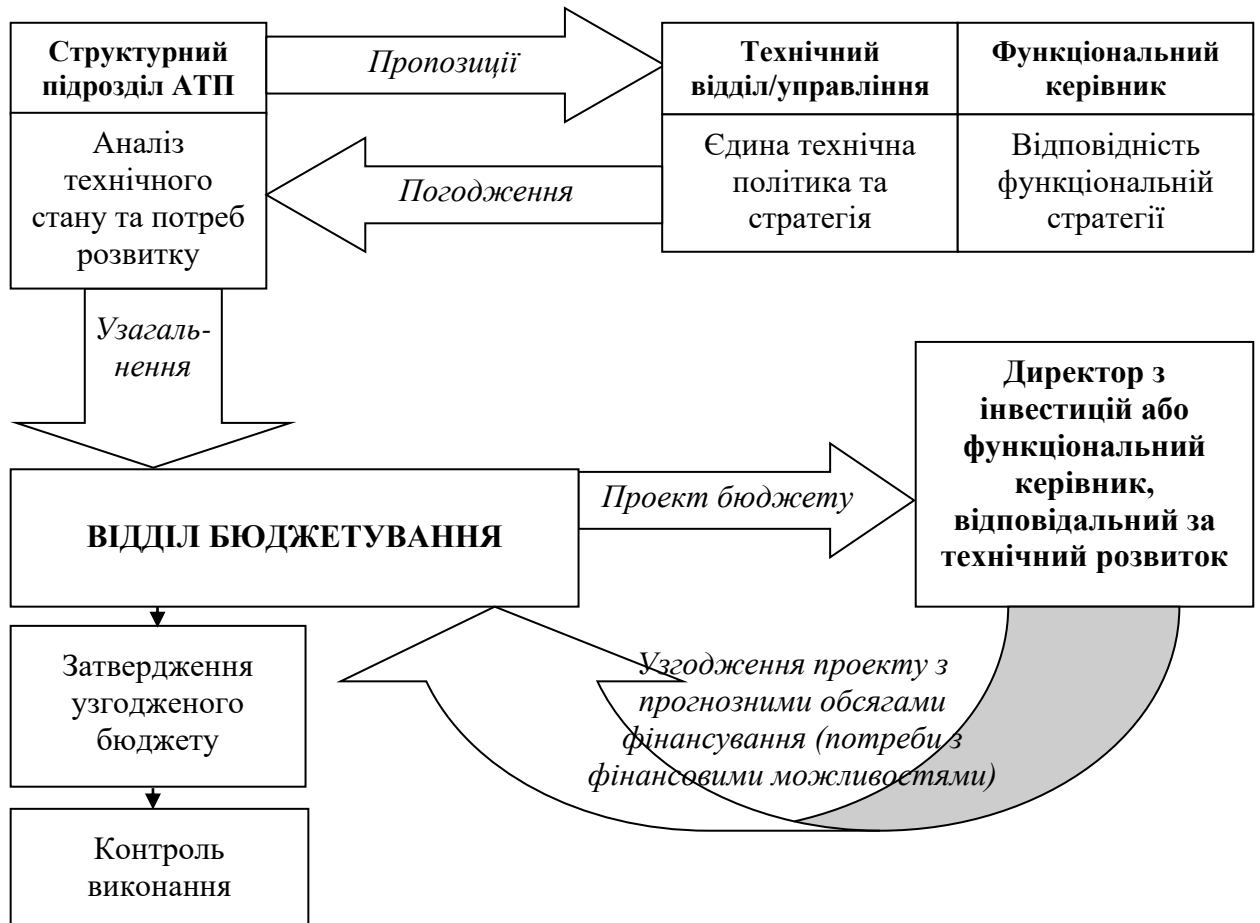 Структурний
підрозділ АТП
Пропозиції
Технічний
відділ/управління
Функціональний
керівник
Аналіз
технічного
стану та потреб
розвитку
Погодження
Єдина технічна
політика та
стратегія
Відповідність
функціональній
стратегії
Узагаль-
нення
Директор з
інвестицій або
функціональний
керівник,
відповідальний за
технічний розвиток
Проект бюджету
ВІДДІЛ БЮДЖЕТУВАННЯ
Узгодження проекту з
прогнозними обсягами
фінансування (потреби з
фінансовими можливостями)
Затвердження
узгодженого
бюджету
Контроль
виконання